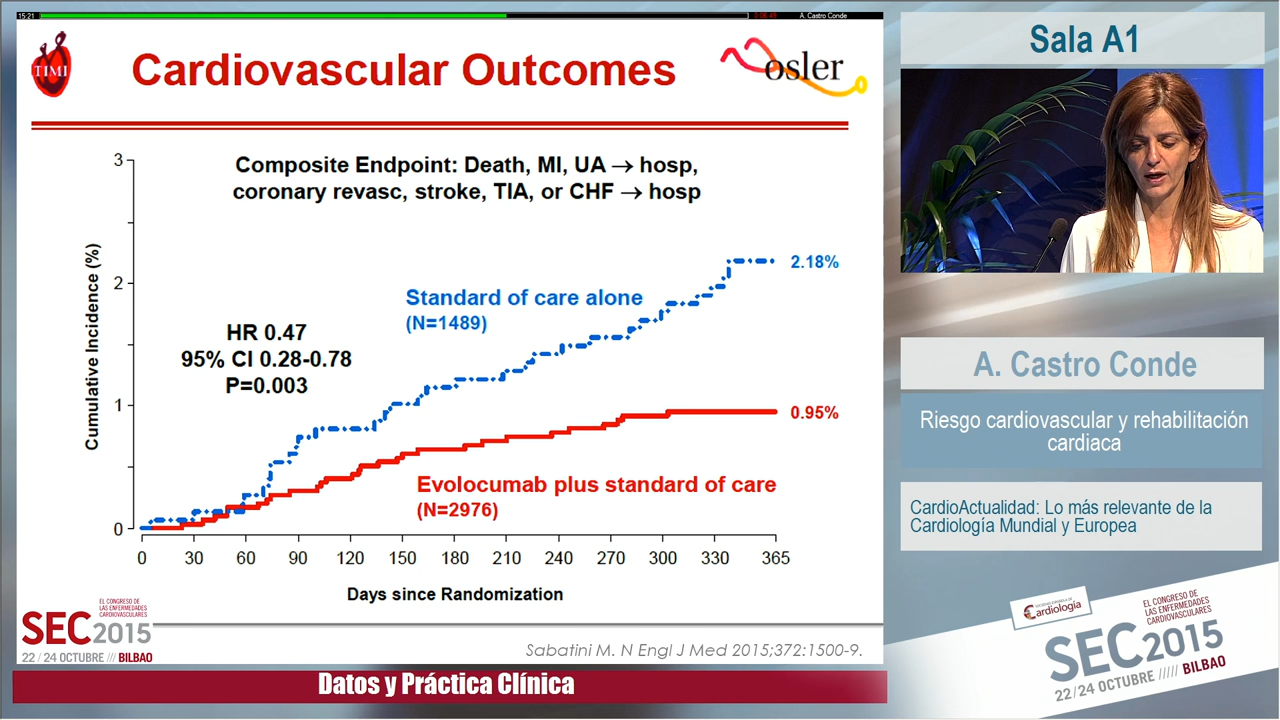 15:21
A. Castro Conde
TIMI
Cardiovascular Outcomes
osler
Composite Endpoint: Death, MI, UA → hosp,
coronary revasc, stroke, TIA, or CHF → hosp
3
2
1
0
Cumulative Incidence (%)
HR 0.47
95% CI 0.28-0.78
P=0.003
Standard of care alone
(N=1489)
2.18%
0.95%
Evolocumab plus standard of care
(N=2976)
0 30 60 90 120 150 180 210 240 270 300 330 365
Days since Randomization
EL CONGRESO DE
LAS ENFERMEDADES
CARDIOVASCULARES
SEC2015
22 / 24 OCTUBRE /// BILBAO
Sabatini M. N Engl J Med 2015;372:1500-9.
Datos y Práctica Clínica
Sala A1
A. Castro Conde
Riesgo cardiovascular y rehabilitación
cardiaca
CardioActualidad: Lo más relevante de la
Cardiología Mundial y Europea
SOCIEDAD ESPAÑOLA DE
Cardiología
EL CONGRESO DE
LAS ENFERMEDADES
CARDIOVASCULARES
SEC2015
22/24 OCTUBRE ///// BILBAO